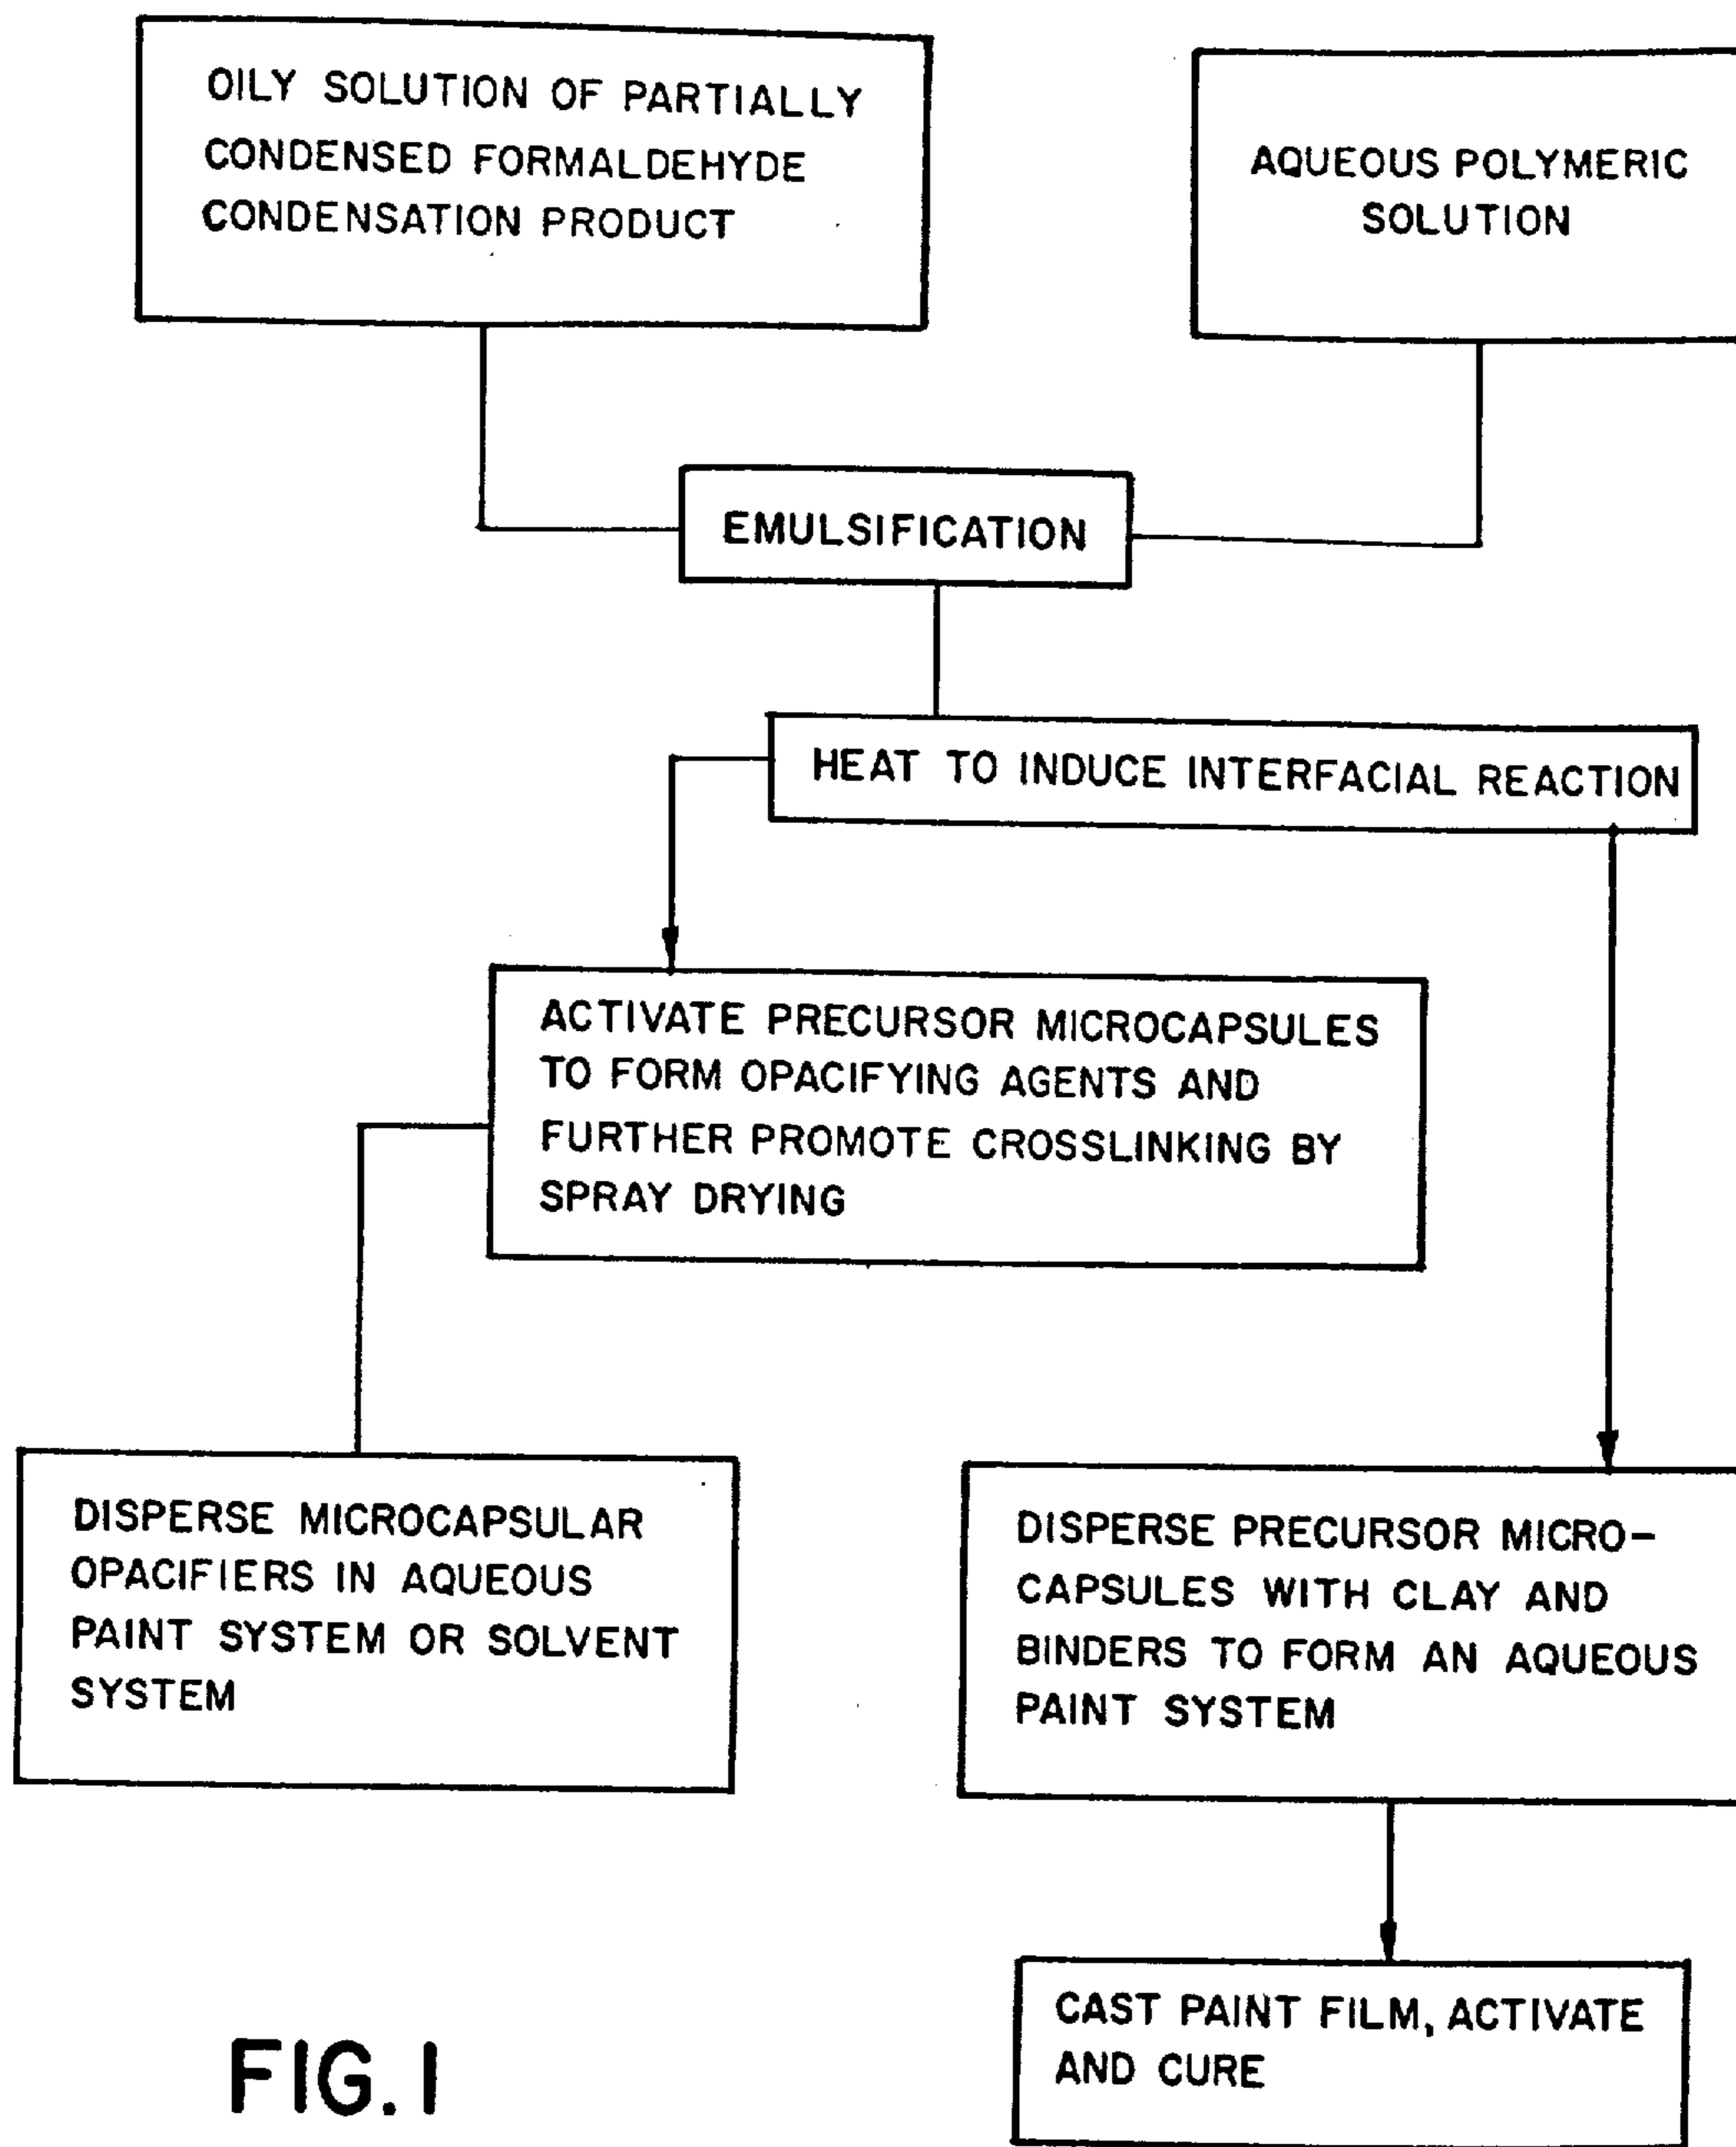 OILY SOLUTION OF PARTIALLY
CONDENSED FORMALDEHYDE
CONDENSATION PRODUCT
AQUEOUS POLYMERIC
SOLUTION
EMULSIFICATION
HEAT TO INDUCE INTERFACIAL REACTION
ACTIVATE PRECURSOR MICROCAPSULES
TO FORM OPACIFYING AGENTS AND
FURTHER PROMOTE CROSSLINKING BY
SPRAY DRYING
DISPERSE MICROCAPSULAR
OPACIFIERS IN AQUEOUS
PAINT SYSTEM OR SOLVENT
SYSTEM
DISPERSE PRECURSOR MICRO-
CAPSULES WITH CLAY AND
BINDERS TO FORM AN AQUEOUS
PAINT SYSTEM
CAST PAINT FILM, ACTIVATE
AND CURE
FIG. I